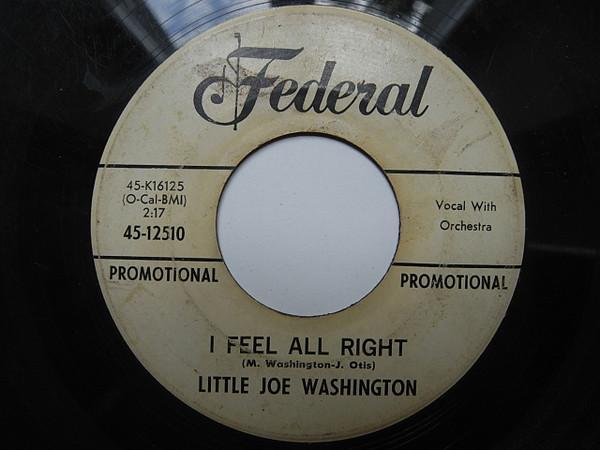 Federal
45-K16125
(O-Cal-BMI)
2:17
45-12510
Vocal With
Orchestra
PROMOTIONAL
PROMOTIONAL
I FEEL ALL RIGHT
(M. Washington-J. Otis)
LITTLE JOE WASHINGTON